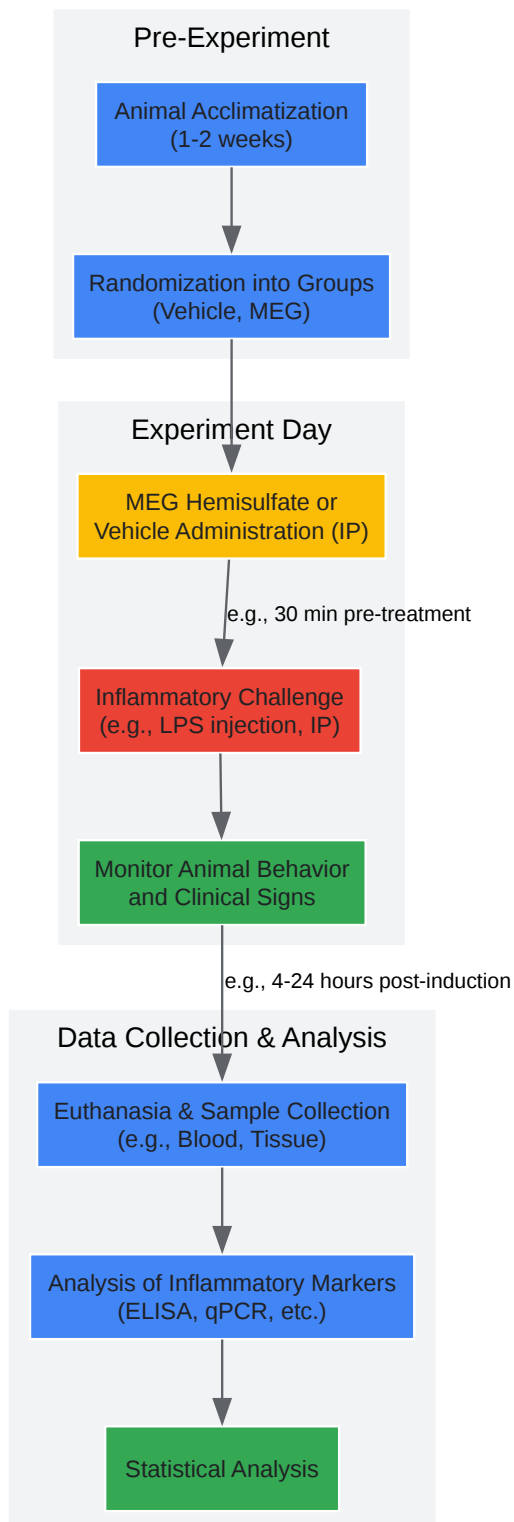 Pre-Experiment
Animal Acclimatization
(1-2 weeks)
Randomization into Groups
(Vehicle, MEG)
Experiment Day
MEG Hemisulfate or
Vehicle Administration (IP)
e.g., 30 min pre-treatment
Inflammatory Challenge
(e.g., LPS injection, IP)
Monitor Animal Behavior
and Clinical Signs
e.g., 4-24 hours post-induction
Data Collection & Analysis
Euthanasia & Sample Collection
(e.g., Blood, Tissue)
Analysis of Inflammatory Markers
(ELISA, qPCR, etc.)
Statistical Analysis